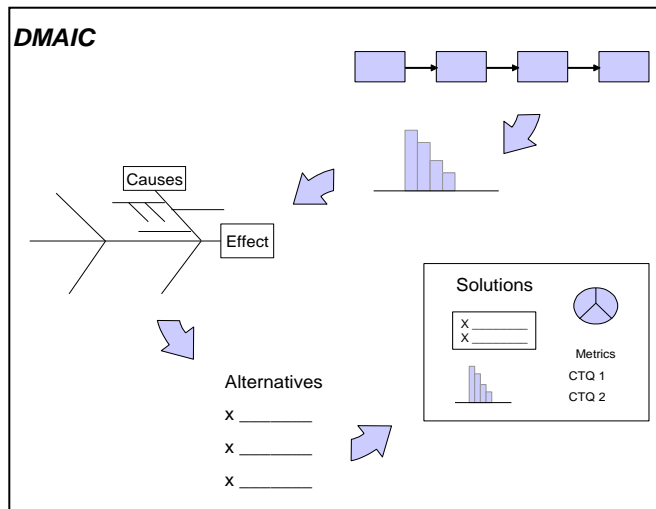 DMAIC
Causes
Effect
Alternatives
x ________
x ________
x ________
Solutions
X ________
X ________
Metrics
CTQ 1
CTQ 2